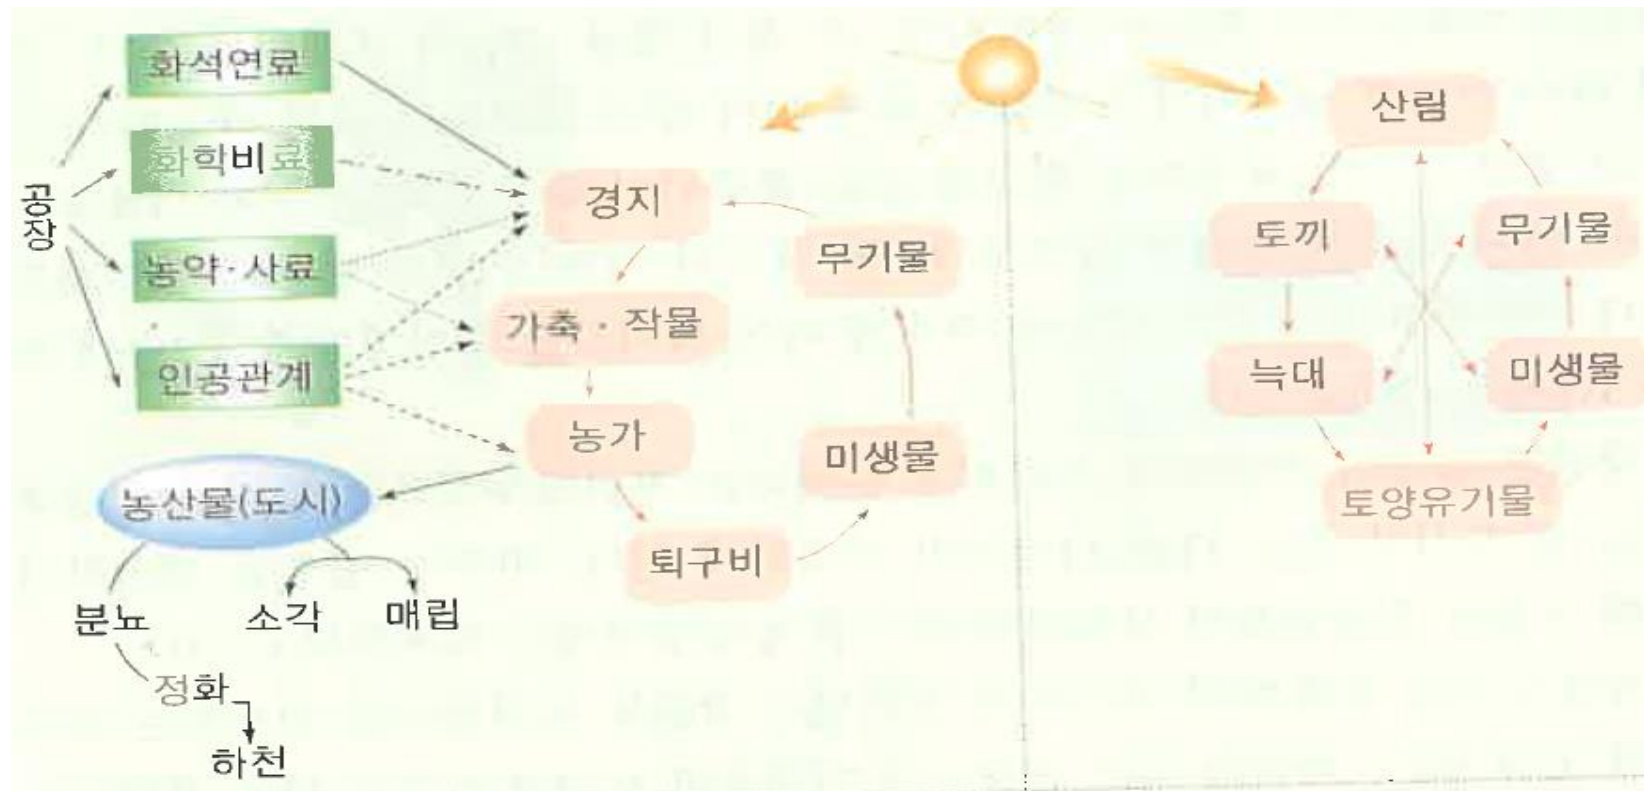 화석연료
화학비료
공장
농약·사료
인공관계
농산물(도시)
분뇨
소각
매립
정화
하천
경지
가축·작물
농가
퇴구비
미생물
무기물
산림
토끼
늑대
토양유기물
미생물
무기물